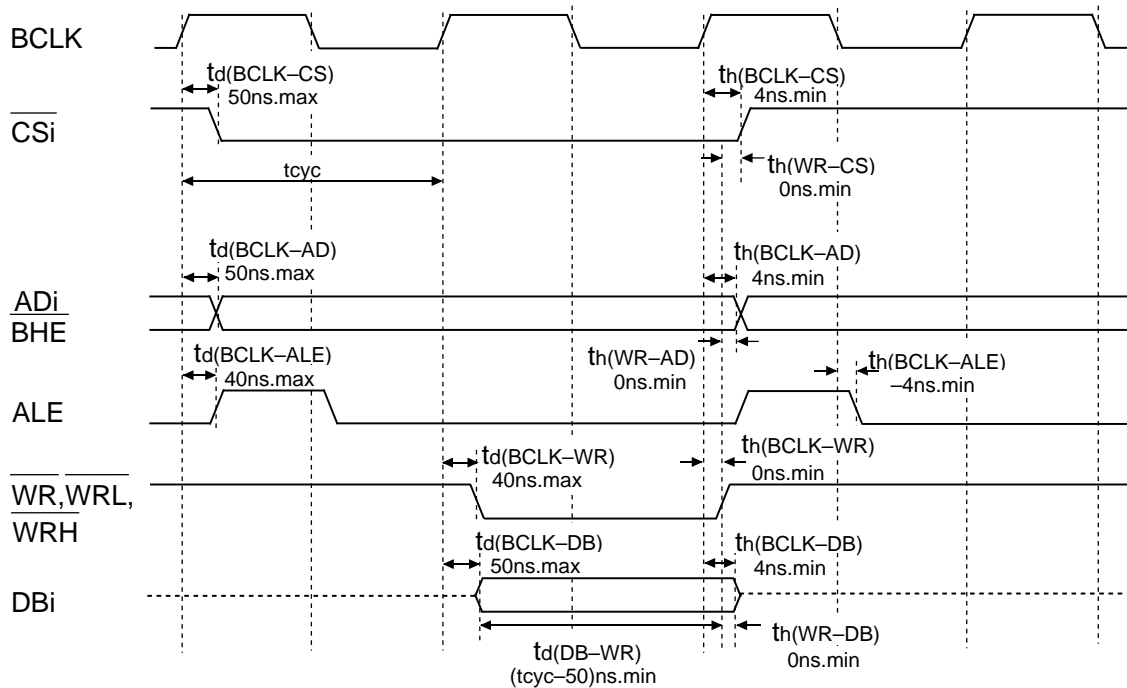 BCLK
td(BCLK–CS)
50ns.max
th(BCLK–CS)
4ns.min
CSi
tcyc
th(WR–CS)
0ns.min
td(BCLK–AD)
50ns.max
th(BCLK–AD)
4ns.min
ADi
BHE
td(BCLK–ALE)
40ns.max
th(WR–AD)
0ns.min
th(BCLK–ALE)
–4ns.min
ALE
td(BCLK–WR)
40ns.max
th(BCLK–WR)
0ns.min
WR,WRL,
WRH
td(BCLK–DB)
50ns.max
th(BCLK–DB)
4ns.min
DBi
td(DB–WR)
(tcyc–50)ns.min
th(WR–DB)
0ns.min